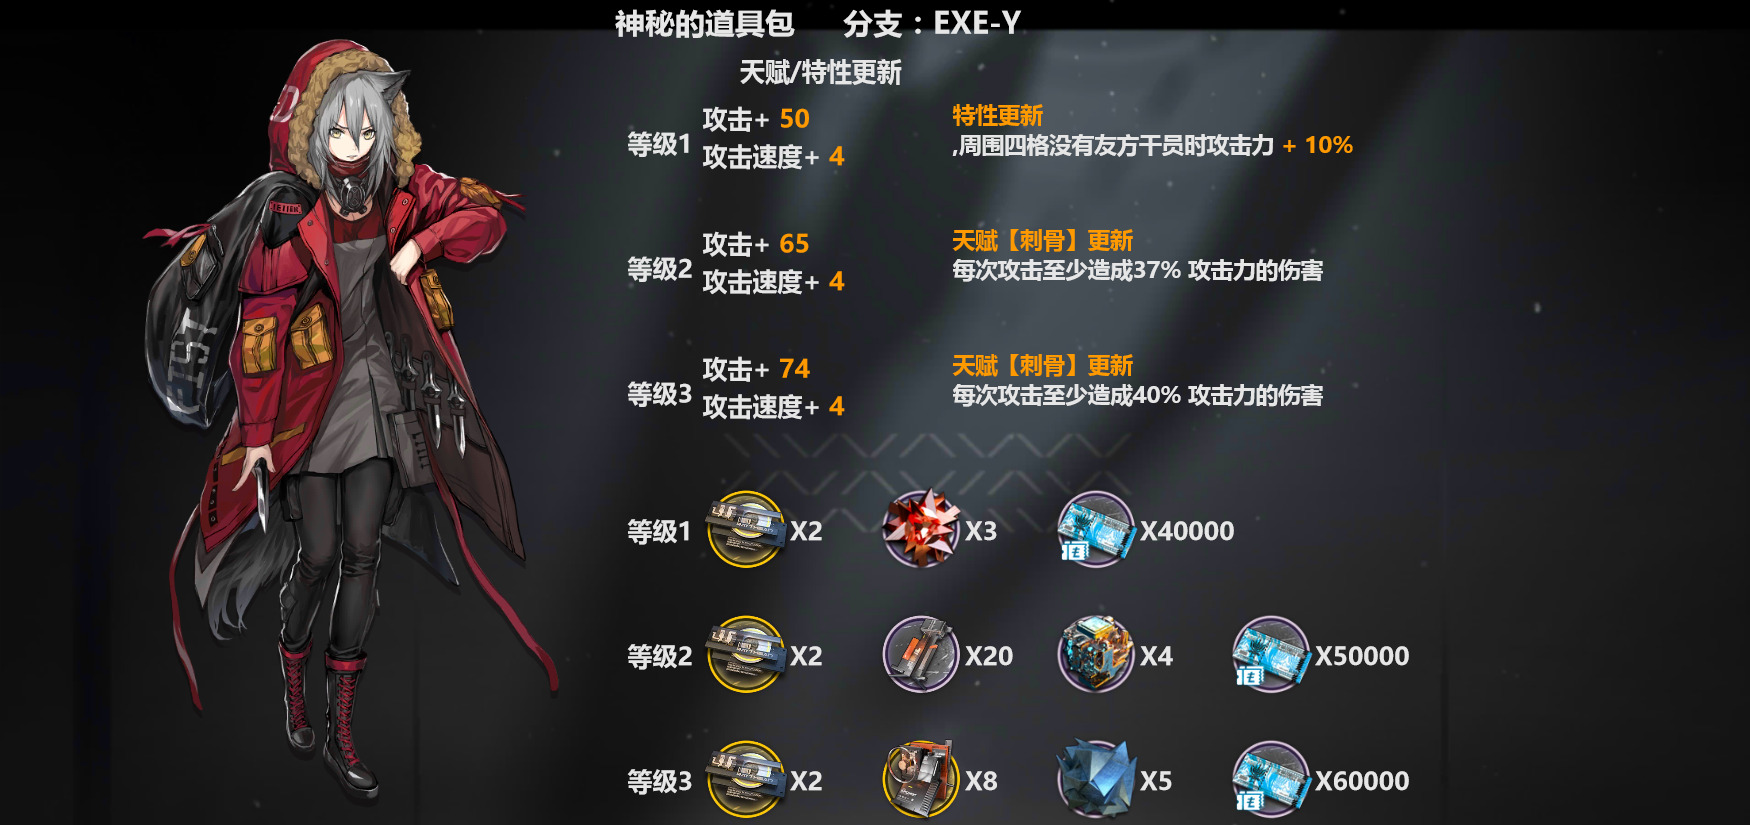 神秘的道具包 分支：EXE-Y
天赋/特性更新
等级1
攻击+ 50
攻击速度+ 4
特性更新
,周围四格没有友方干员时攻击力 + 10%
等级2
攻击+ 65
攻击速度+ 4
天赋【刺骨】更新
每次攻击至少造成37% 攻击力的伤害
等级3
攻击+ 74
攻击速度+ 4
天赋【刺骨】更新
每次攻击至少造成40% 攻击力的伤害
等级1 X2 X3 X40000
等级2 X2 X20 X4 X50000
等级3 X2 X8 X5 X60000